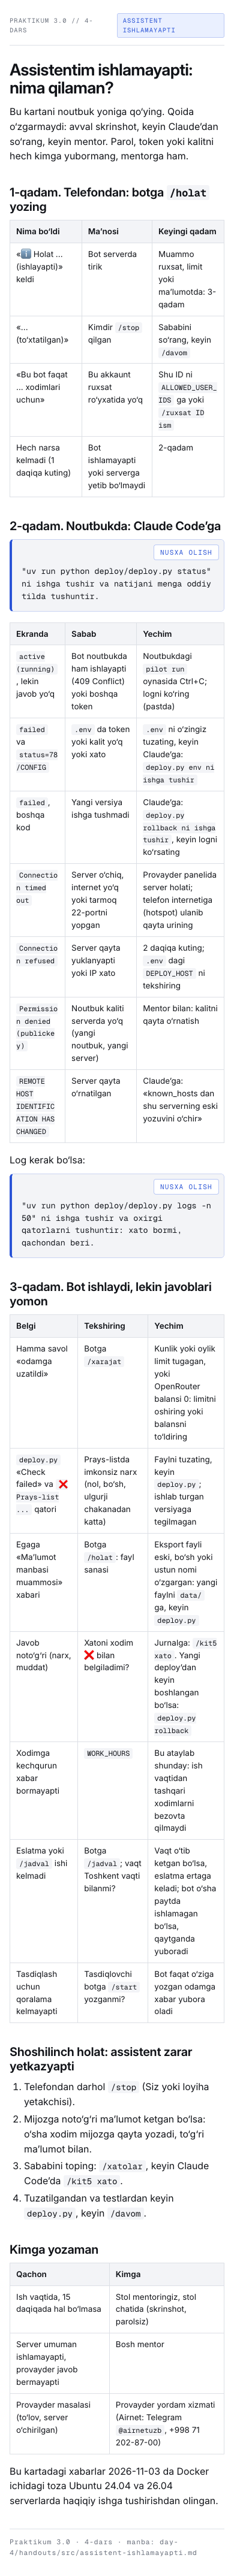 PRAKTIKUM 3.0 // 4-
DARS
ASSISTENT
ISHLAMAYAPTI
Assistentim ishlamayapti:
nima qilaman?
Bu kartani noutbuk yoniga qo‘ying. Qoida
o‘zgarmaydi: avval skrinshot, keyin Claude’dan
so‘rang, keyin mentor. Parol, token yoki kalitni
hech kimga yubormang, mentorga ham.
1-qadam. Telefondan: botga /holat
yozing
Nima bo‘ldi
Ma’nosi
Keyingi qadam
«ℹ️ Holat ...
(ishlayapti)»
keldi
Bot serverda
tirik
Muammo
ruxsat, limit
yoki
ma’lumotda: 3-
qadam
«...
(to‘xtatilgan)»
Kimdir /stop
qilgan
Sababini
so‘rang, keyin
/davom
«Bu bot faqat
... xodimlari
uchun»
Bu akkaunt
ruxsat
ro‘yxatida yo‘q
Shu ID ni
ALLOWED_USER_
IDS ga yoki
/ruxsat ID
ism
Hech narsa
kelmadi (1
daqiqa kuting)
Bot
ishlamayapti
yoki serverga
yetib bo‘lmaydi
2-qadam
2-qadam. Noutbukda: Claude Code’ga
NUSXA OLISH
"uv run python deploy/deploy.py status"
ni ishga tushir va natijani menga oddiy
tilda tushuntir.
Ekranda
Sabab
Yechim
active
(running)
, lekin
javob yo‘q
Bot noutbukda
ham ishlayapti
(409 Conflict)
yoki boshqa
token
Noutbukdagi
pilot run
oynasida Ctrl+C;
logni ko‘ring
(pastda)
failed
va
status=78
/CONFIG
.env da token
yoki kalit yo‘q
yoki xato
.env ni o‘zingiz
tuzating, keyin
Claude’ga:
deploy.py env ni
ishga tushir
failed ,
boshqa
kod
Yangi versiya
ishga tushmadi
Claude’ga:
deploy.py
rollback ni ishga
tushir , keyin logni
ko‘rsating
Connectio
n timed
out
Server o‘chiq,
internet yo‘q
yoki tarmoq
22-portni
yopgan
Provayder panelida
server holati;
telefon internetiga
(hotspot) ulanib
qayta urining
Connectio
n refused
Server qayta
yuklanyapti
yoki IP xato
2 daqiqa kuting;
.env dagi
DEPLOY_HOST ni
tekshiring
Permissio
n denied
(publicke
y)
Noutbuk kaliti
serverda yo‘q
(yangi
noutbuk, yangi
server)
Mentor bilan: kalitni
qayta o‘rnatish
REMOTE
HOST
IDENTIFIC
ATION HAS
CHANGED
Server qayta
o‘rnatilgan
Claude’ga:
«known_hosts dan
shu serverning eski
yozuvini o‘chir»
Log kerak bo‘lsa:
NUSXA OLISH
"uv run python deploy/deploy.py logs -n
50" ni ishga tushir va oxirgi
qatorlarni tushuntir: xato bormi,
qachondan beri.
3-qadam. Bot ishlaydi, lekin javoblari
yomon
Belgi
Tekshiring
Yechim
Hamma savol
«odamga
uzatildi»
Botga
/xarajat
Kunlik yoki oylik
limit tugagan,
yoki
OpenRouter
balansi 0: limitni
oshiring yoki
balansni
to‘ldiring
deploy.py
«Check
failed» va ❌
Prays-list
... qatori
Prays-listda
imkonsiz narx
(nol, bo‘sh,
ulgurji
chakanadan
katta)
Faylni tuzating,
keyin
deploy.py ;
ishlab turgan
versiyaga
tegilmagan
Egaga
«Ma’lumot
manbasi
muammosi»
xabari
Botga
/holat : fayl
sanasi
Eksport fayli
eski, bo‘sh yoki
ustun nomi
o‘zgargan: yangi
faylni data/
ga, keyin
deploy.py
Javob
noto‘g‘ri (narx,
muddat)
Xatoni xodim
❌ bilan
belgiladimi?
Jurnalga: /kit5
xato . Yangi
deploy’dan
keyin
boshlangan
bo‘lsa:
deploy.py
rollback
Xodimga
kechqurun
xabar
bormayapti
WORK_HOURS
Bu ataylab
shunday: ish
vaqtidan
tashqari
xodimlarni
bezovta
qilmaydi
Eslatma yoki
/jadval ishi
kelmadi
Botga
/jadval ; vaqt
Toshkent vaqti
bilanmi?
Vaqt o‘tib
ketgan bo‘lsa,
eslatma ertaga
keladi; bot o‘sha
paytda
ishlamagan
bo‘lsa,
qaytganda
yuboradi
Tasdiqlash
uchun
qoralama
kelmayapti
Tasdiqlovchi
botga /start
yozganmi?
Bot faqat o‘ziga
yozgan odamga
xabar yubora
oladi
Shoshilinch holat: assistent zarar
yetkazyapti
1. Telefondan darhol /stop (Siz yoki loyiha
yetakchisi).
2. Mijozga noto‘g‘ri ma’lumot ketgan bo‘lsa:
o‘sha xodim mijozga qayta yozadi, to‘g‘ri
ma’lumot bilan.
3. Sababini toping: /xatolar , keyin Claude
Code’da /kit5 xato .
4. Tuzatilgandan va testlardan keyin
deploy.py , keyin /davom .
Kimga yozaman
Qachon
Kimga
Ish vaqtida, 15
daqiqada hal bo‘lmasa
Stol mentoringiz, stol
chatida (skrinshot,
parolsiz)
Server umuman
ishlamayapti,
provayder javob
bermayapti
Bosh mentor
Provayder masalasi
(to‘lov, server
o‘chirilgan)
Provayder yordam xizmati
(Airnet: Telegram
@airneturb , +998 71
202-87-00)
Bu kartadagi xabarlar 2026-11-03 da Docker
ichidagi toza Ubuntu 24.04 va 26.04
serverlarda haqiqiy ishga tushirishdan olingan.
Praktikum 3.0 · 4-dars · manba: day-
4/handouts/src/assistent-ishlamayapti.md